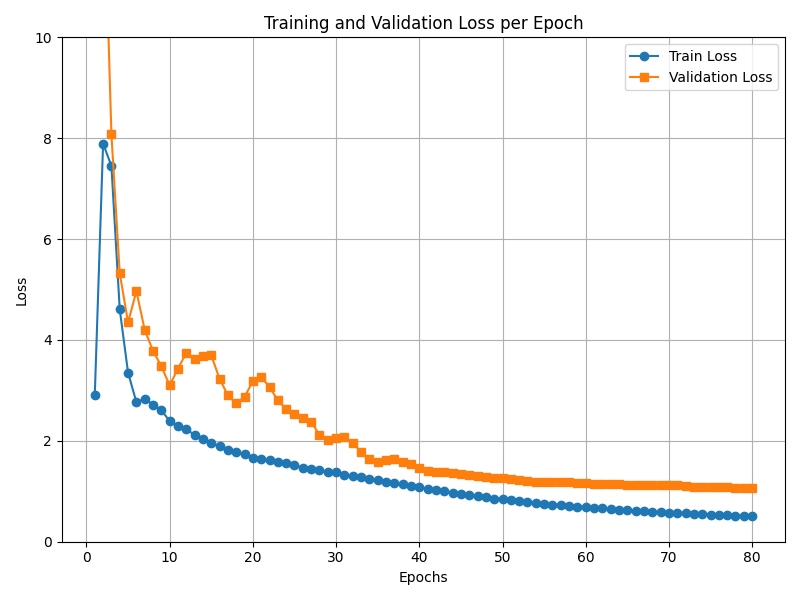 Training and Validation Loss per Epoch
Train Loss
Validation Loss
10
8
6
4
2
0
Loss
0 10 20 30 40 50 60 70 80
Epochs